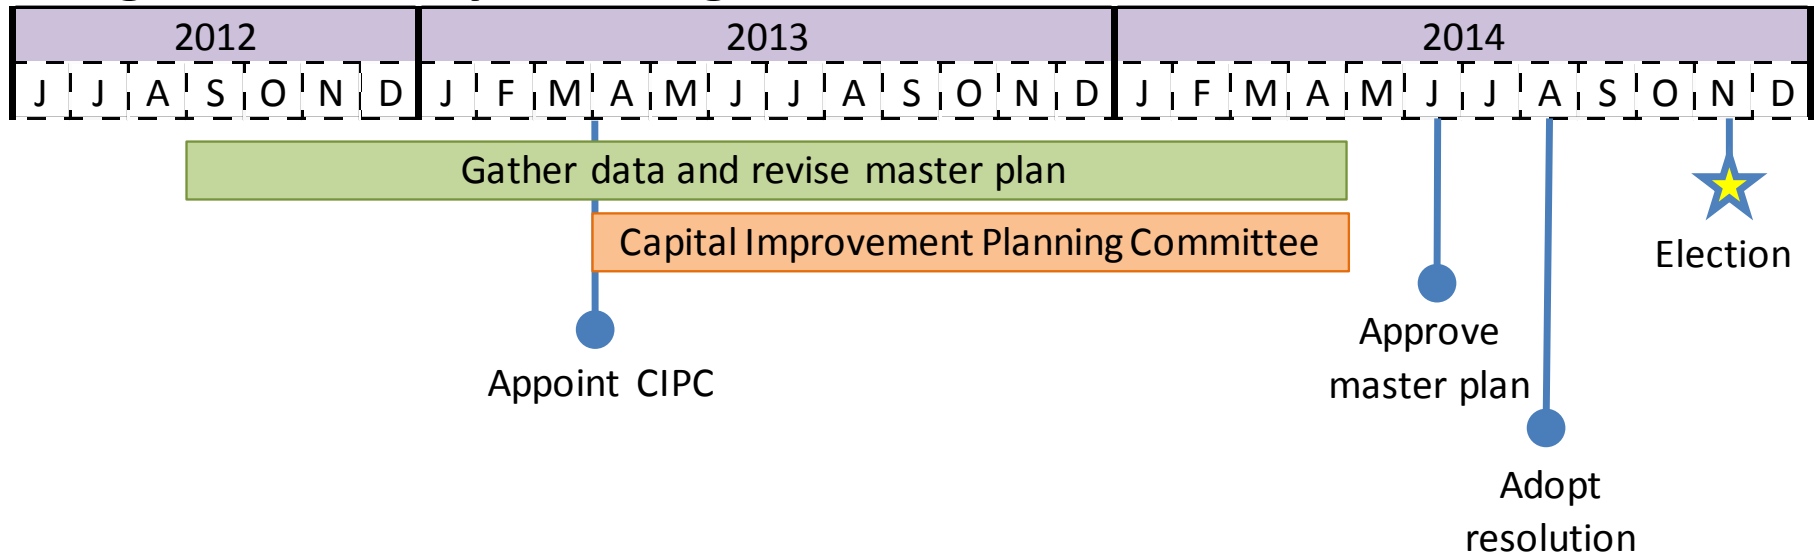 2012 2013 2014
J J A S O N D J F M A M J J A S O N D J F M A M J J A S O N D
Gather data and revise master plan
Capital Improvement Planning Committee
Election
Approve
master plan
Appoint CIPC
Adopt
resolution